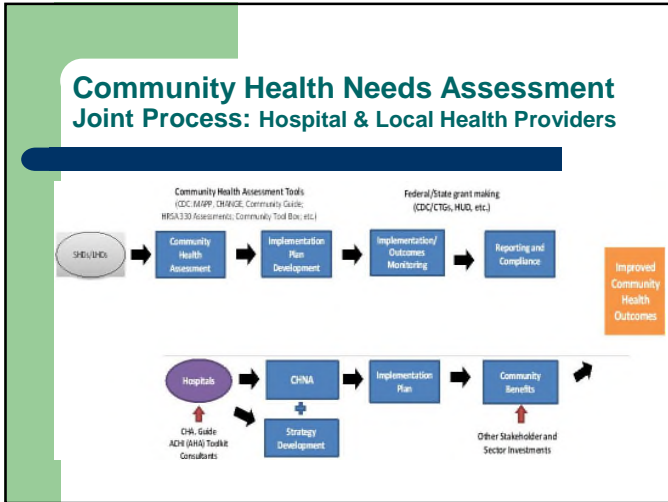 Community Health Needs Assessment
Joint Process: Hospital & Local Health Providers
Community Health Assessment Tools
(CDC: MAPP, CHANGE, Community Guide;
HRSA 330 Assessments; Community Tool Box; etc.)
Federal/State grant making
(CDC/CTGs, HUD, etc.)
SHDs/LHDs
Community
Health
Assessment
Implementation
Plan
Development
Implementation/
Outcomes
Monitoring
Reporting and
Compliance
Improved
Community
Health
Outcomes
Hospitals
CHNA
Implementation
Plan
Community
Benefits
Strategy
Development
CHA. Guide
ACHI (AHA) Toolkit
Consultants
Other Stakeholder and
Sector Investments